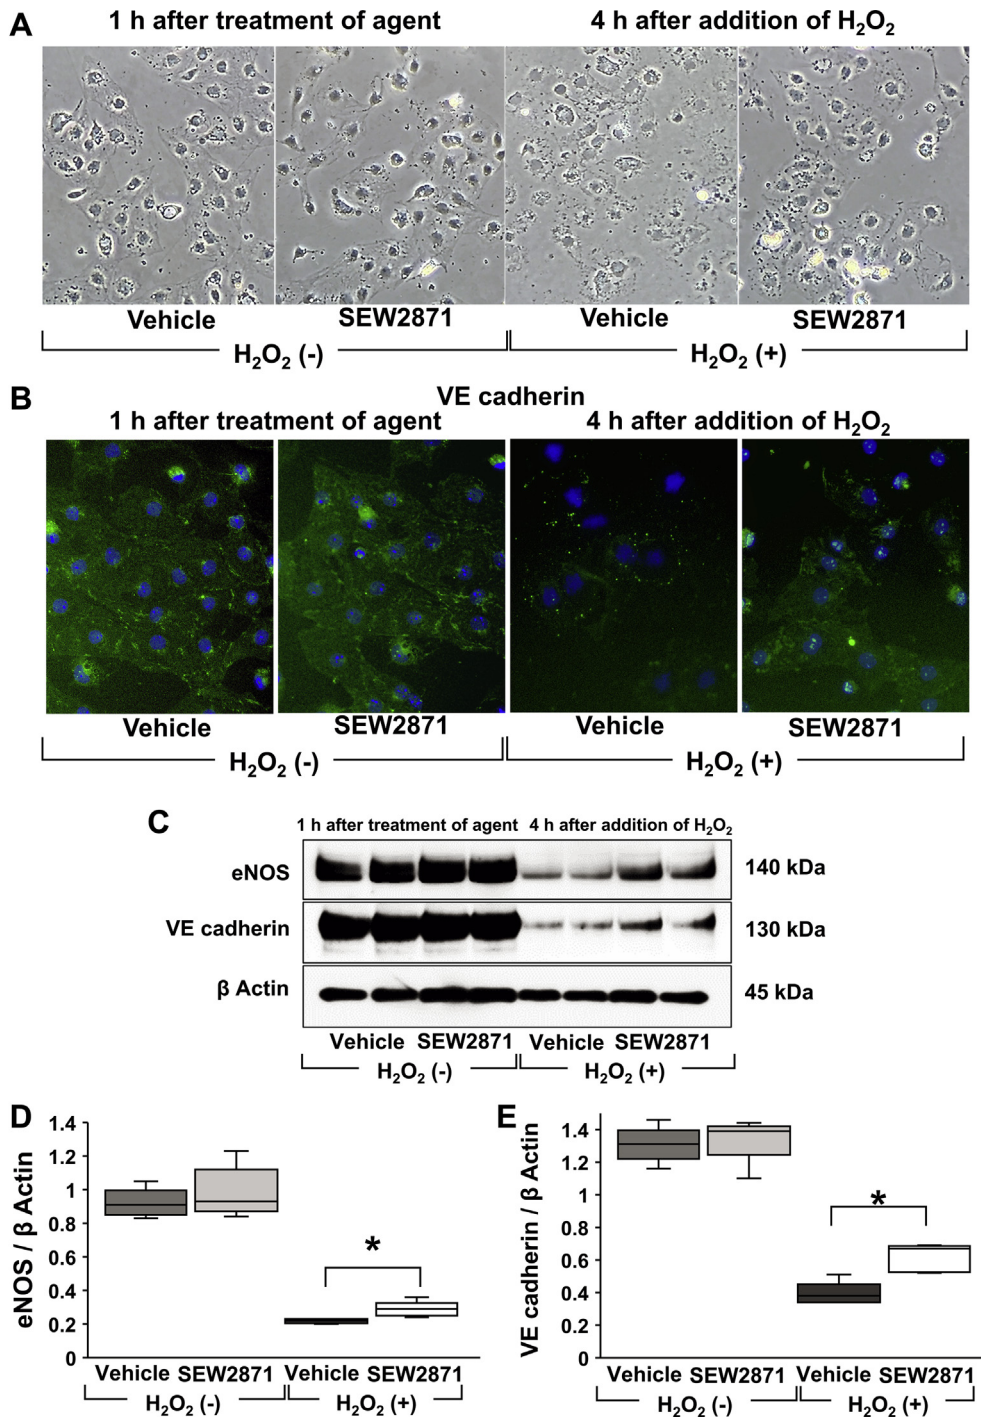 A
1 h after treatment of agent 4 h after addition of H₂O₂
Vehicle SEW2871 Vehicle SEW2871
H₂O₂ (-) H₂O₂ (+)
B
VE cadherin
1 h after treatment of agent 4 h after addition of H₂O₂
Vehicle SEW2871 Vehicle SEW2871
H₂O₂ (-) H₂O₂ (+)
C
1 h after treatment of agent 4 h after addition of H₂O₂
eNOS 140 kDa
VE cadherin 130 kDa
β Actin 45 kDa
Vehicle SEW2871 Vehicle SEW2871
H₂O₂ (-) H₂O₂ (+)
D
eNOS / β Actin
1.4
1.2
1
0.8
0.6
0.4
0.2
0
*
Vehicle SEW2871 Vehicle SEW2871
H₂O₂ (-) H₂O₂ (+)
E
VE cadherin / β Actin
1.4
1.2
1
0.8
0.6
0.4
0.2
0
*
Vehicle SEW2871 Vehicle SEW2871
H₂O₂ (-) H₂O₂ (+)